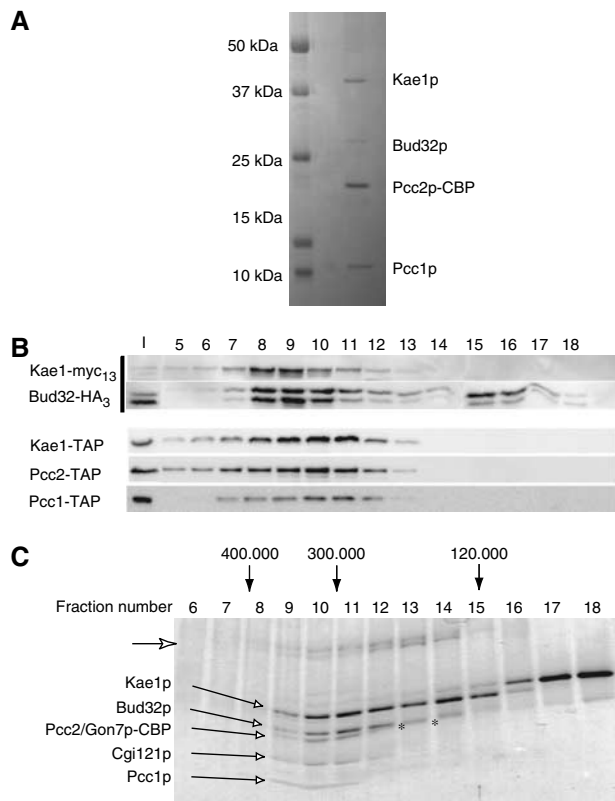 A
50 kDa
37 kDa
25 kDa
15 kDa
10 kDa
Kae1p
Bud32p
Pcc2p-CBP
Pcc1p
B
I 5 6 7 8 9 10 11 12 13 14 15 16 17 18
Kae1-myc13
Bud32-HA3
Kae1-TAP
Pcc2-TAP
Pcc1-TAP
C
400.000 300.000 120.000
Fraction number 6 7 8 9 10 11 12 13 14 15 16 17 18
Kae1p
Bud32p
Pcc2/Gon7p-CBP
* *
Cgi121p
Pcc1p